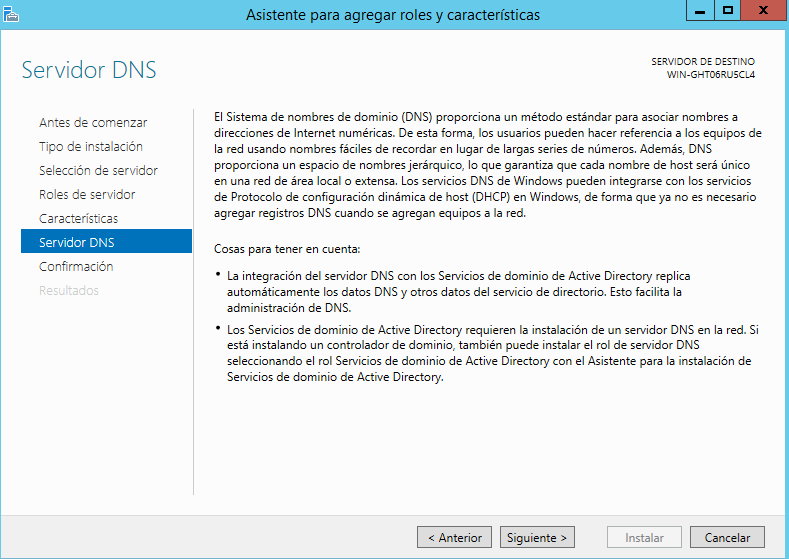 Asistente para agregar roles y características
Servidor DNS
SERVIDOR DE DESTINO
WIN-GHT06RU5CL4
Antes de comenzar
Tipo de instalación
Selección de servidor
Roles de servidor
Características
Servidor DNS
Confirmación
Resultados
El Sistema de nombres de dominio (DNS) proporciona un método estándar para asociar nombres a
direcciones de Internet numéricas. De esta forma, los usuarios pueden hacer referencia a los equipos de
la red usando nombres fáciles de recordar en lugar de largas series de números. Además, DNS
proporciona un espacio de nombres jerárquico, lo que garantiza que cada nombre de host será único
en una red de área local o extensa. Los servicios DNS de Windows pueden integrarse con los servicios
de Protocolo de configuración dinámica de host (DHCP) en Windows, de forma que ya no es necesario
agregar registros DNS cuando se agregan equipos a la red.
Cosas para tener en cuenta:
• La integración del servidor DNS con los Servicios de dominio de Active Directory replica
automáticamente los datos DNS y otros datos del servicio de directorio. Esto facilita la
administración de DNS.
• Los Servicios de dominio de Active Directory requieren la instalación de un servidor DNS en la red. Si
está instalando un controlador de dominio, también puede instalar el rol de servidor DNS
seleccionando el rol Servicios de dominio de Active Directory con el Asistente para la instalación de
Servicios de dominio de Active Directory.
< Anterior
Siguiente >
Instalar
Cancelar